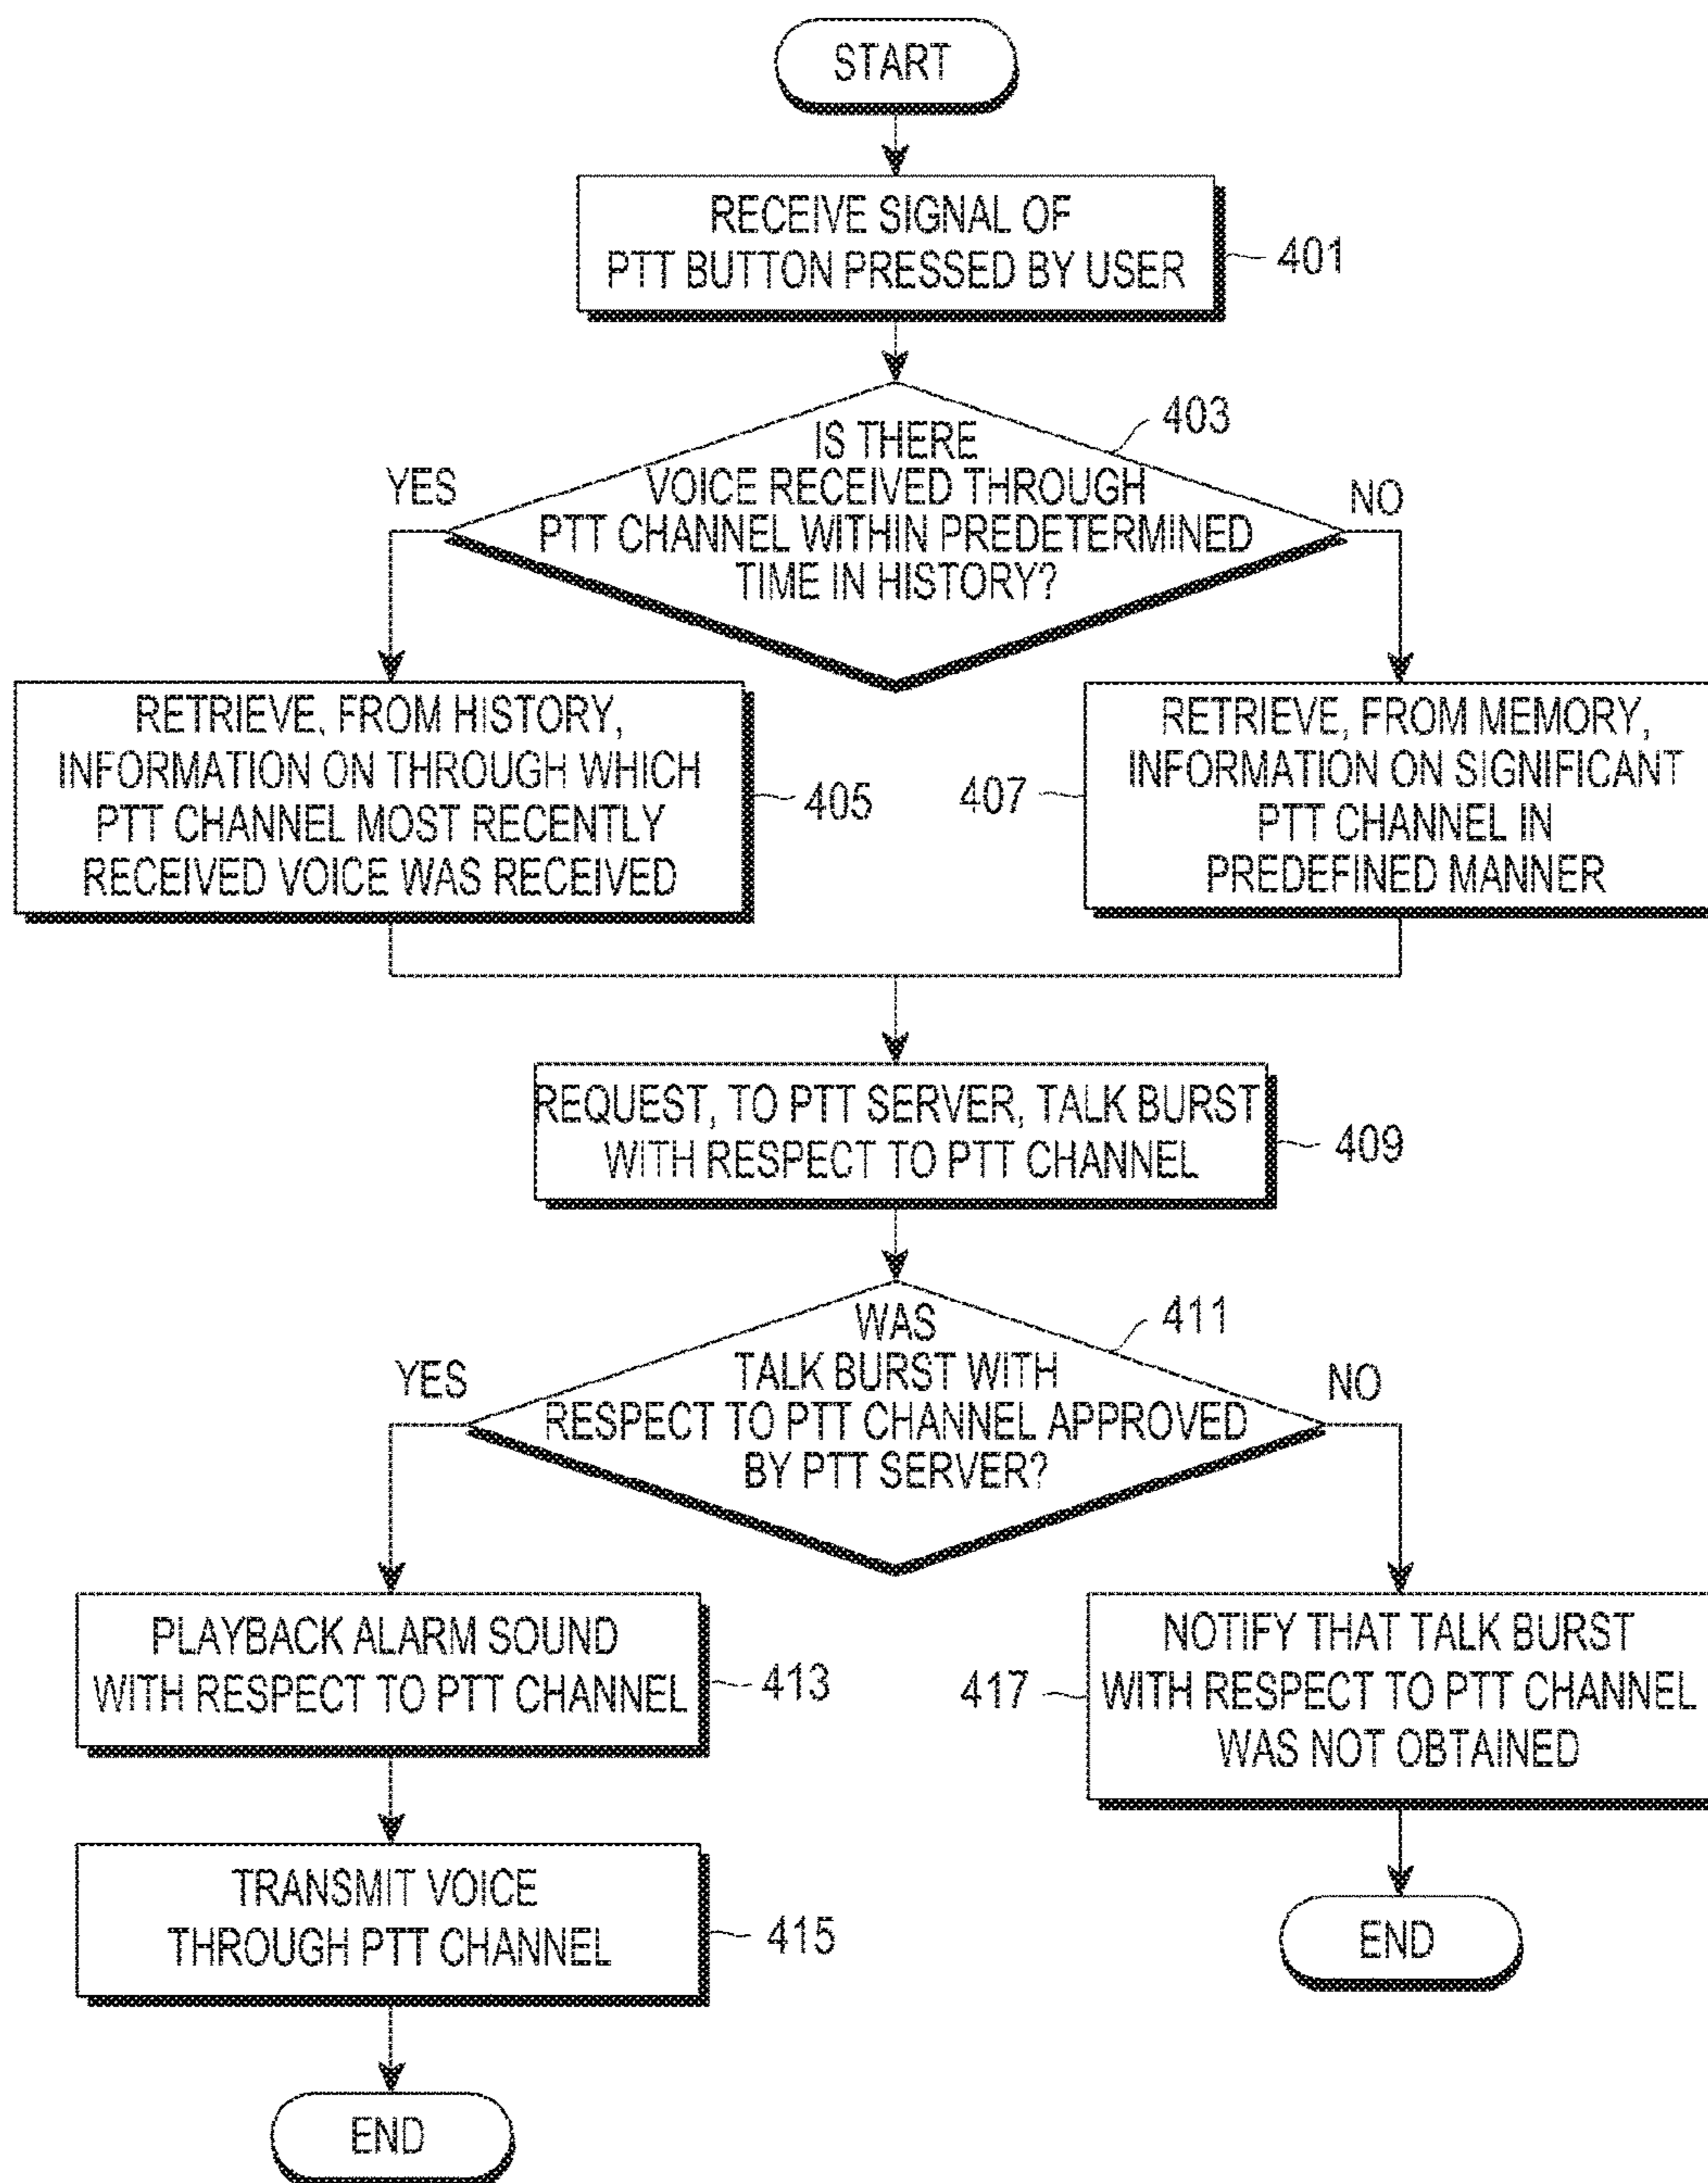 START
RECEIVE SIGNAL OF
PTT BUTTON PRESSED BY USER
401
403
IS THERE
VOICE RECEIVED THROUGH
PTT CHANNEL WITHIN PREDETERMINED
TIME IN HISTORY?
YES
NO
RETRIEVE, FROM HISTORY,
INFORMATION ON THROUGH WHICH
PTT CHANNEL MOST RECENTLY
RECEIVED VOICE WAS RECEIVED
405
407
RETRIEVE, FROM MEMORY,
INFORMATION ON SIGNIFICANT
PTT CHANNEL IN
PREDEFINED MANNER
REQUEST, TO PTT SERVER, TALK BURST
WITH RESPECT TO PTT CHANNEL
409
411
WAS
TALK BURST WITH
RESPECT TO PTT CHANNEL APPROVED
BY PTT SERVER?
YES
NO
PLAYBACK ALARM SOUND
WITH RESPECT TO PTT CHANNEL
413
417
NOTIFY THAT TALK BURST
WITH RESPECT TO PTT CHANNEL
WAS NOT OBTAINED
TRANSMIT VOICE
THROUGH PTT CHANNEL
415
END
END